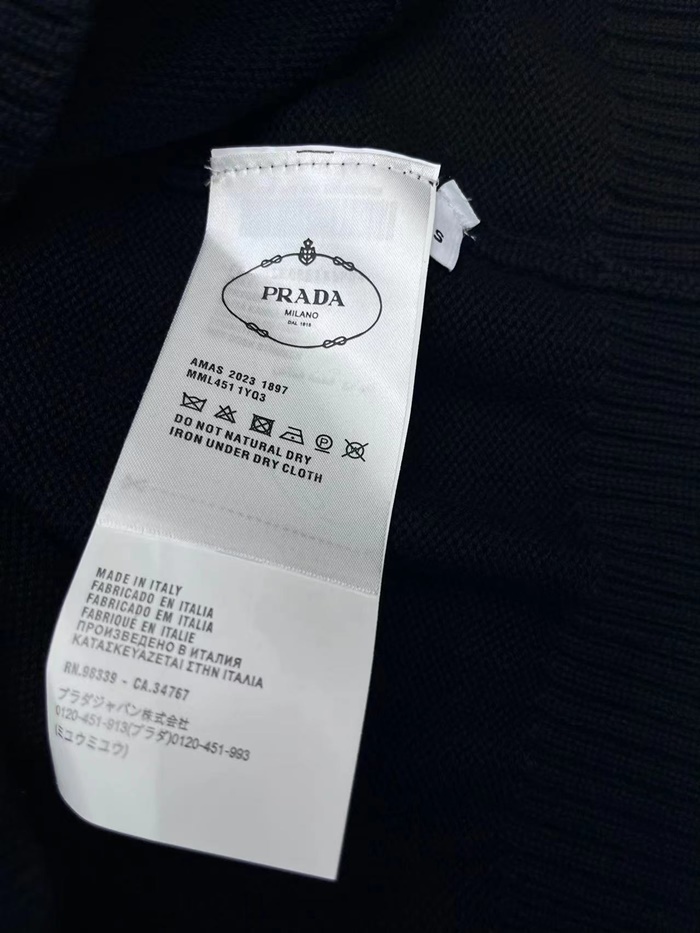 S
PRADA
MILANO
DAL 1913
AMAS 2023 1897
MML451 1YQ3
P
DO NOT NATURAL DRY
IRON UNDER DRY CLOTH
MADE IN ITALY
FABRICADO EN ITALIA
FABRICADO EM ITALIA
FABRIQUÉ EN ITALIE
ПРОИЗВЕДЕНО В ИТАЛИЯ
ΚΑΤΑΣΚΕΥΑΖΕΤΑΙ ΣΤΗΝ ΙΤΑΛΙΑ
RN.98339 - CA.34767
プラダジャパン株式会社
0120-451-913(プラダ)0120-451-993
(ミュウミュウ)